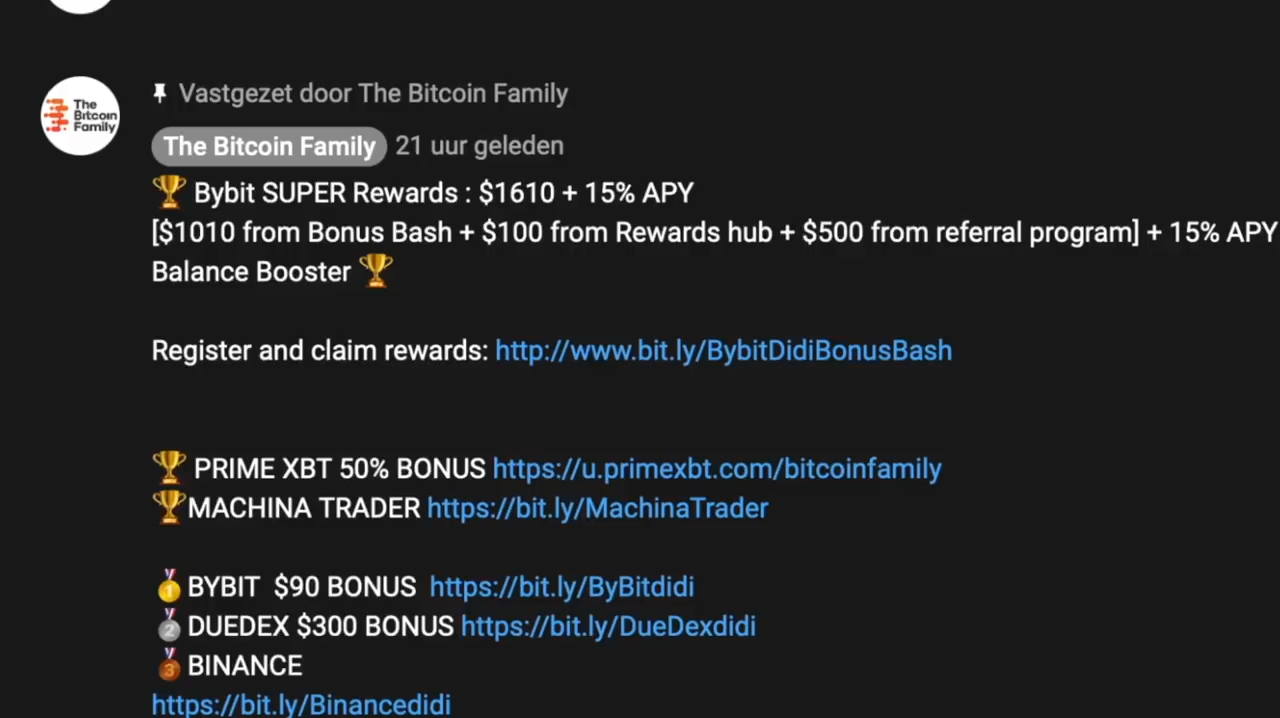 The
Bitcoin
Family
Vastgezet door The Bitcoin Family
The Bitcoin Family 21 uur geleden
🏆 Bybit SUPER Rewards : $1610 + 15% APY
[$1010 from Bonus Bash + $100 from Rewards hub + $500 from referral program] + 15% APY
Balance Booster 🏆
Register and claim rewards: http://www.bit.ly/BybitDidiBonusBash
🏆 PRIME XBT 50% BONUS https://u.primexbt.com/bitcoinfamily
🏆MACHINA TRADER https://bit.ly/MachinaTrader
🥇BYBIT $90 BONUS https://bit.ly/ByBitdidi
🥈DUEDEX $300 BONUS https://bit.ly/DueDexdidi
🥉BINANCE
https://bit.ly/Binancedidi